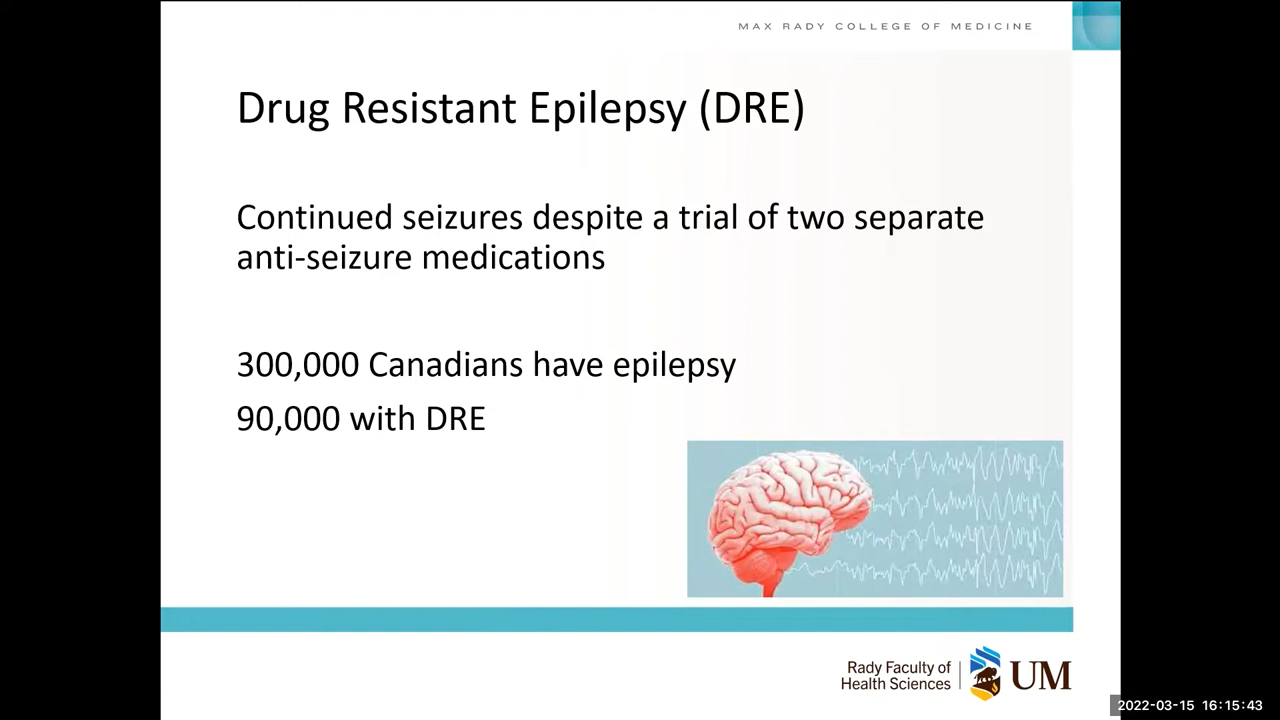 MAX RADY COLLEGE OF MEDICINE
Drug Resistant Epilepsy (DRE)
Continued seizures despite a trial of two separate
anti-seizure medications
300,000 Canadians have epilepsy
90,000 with DRE
Rady Faculty of
Health Sciences
UM
2022-03-15 16:15:43